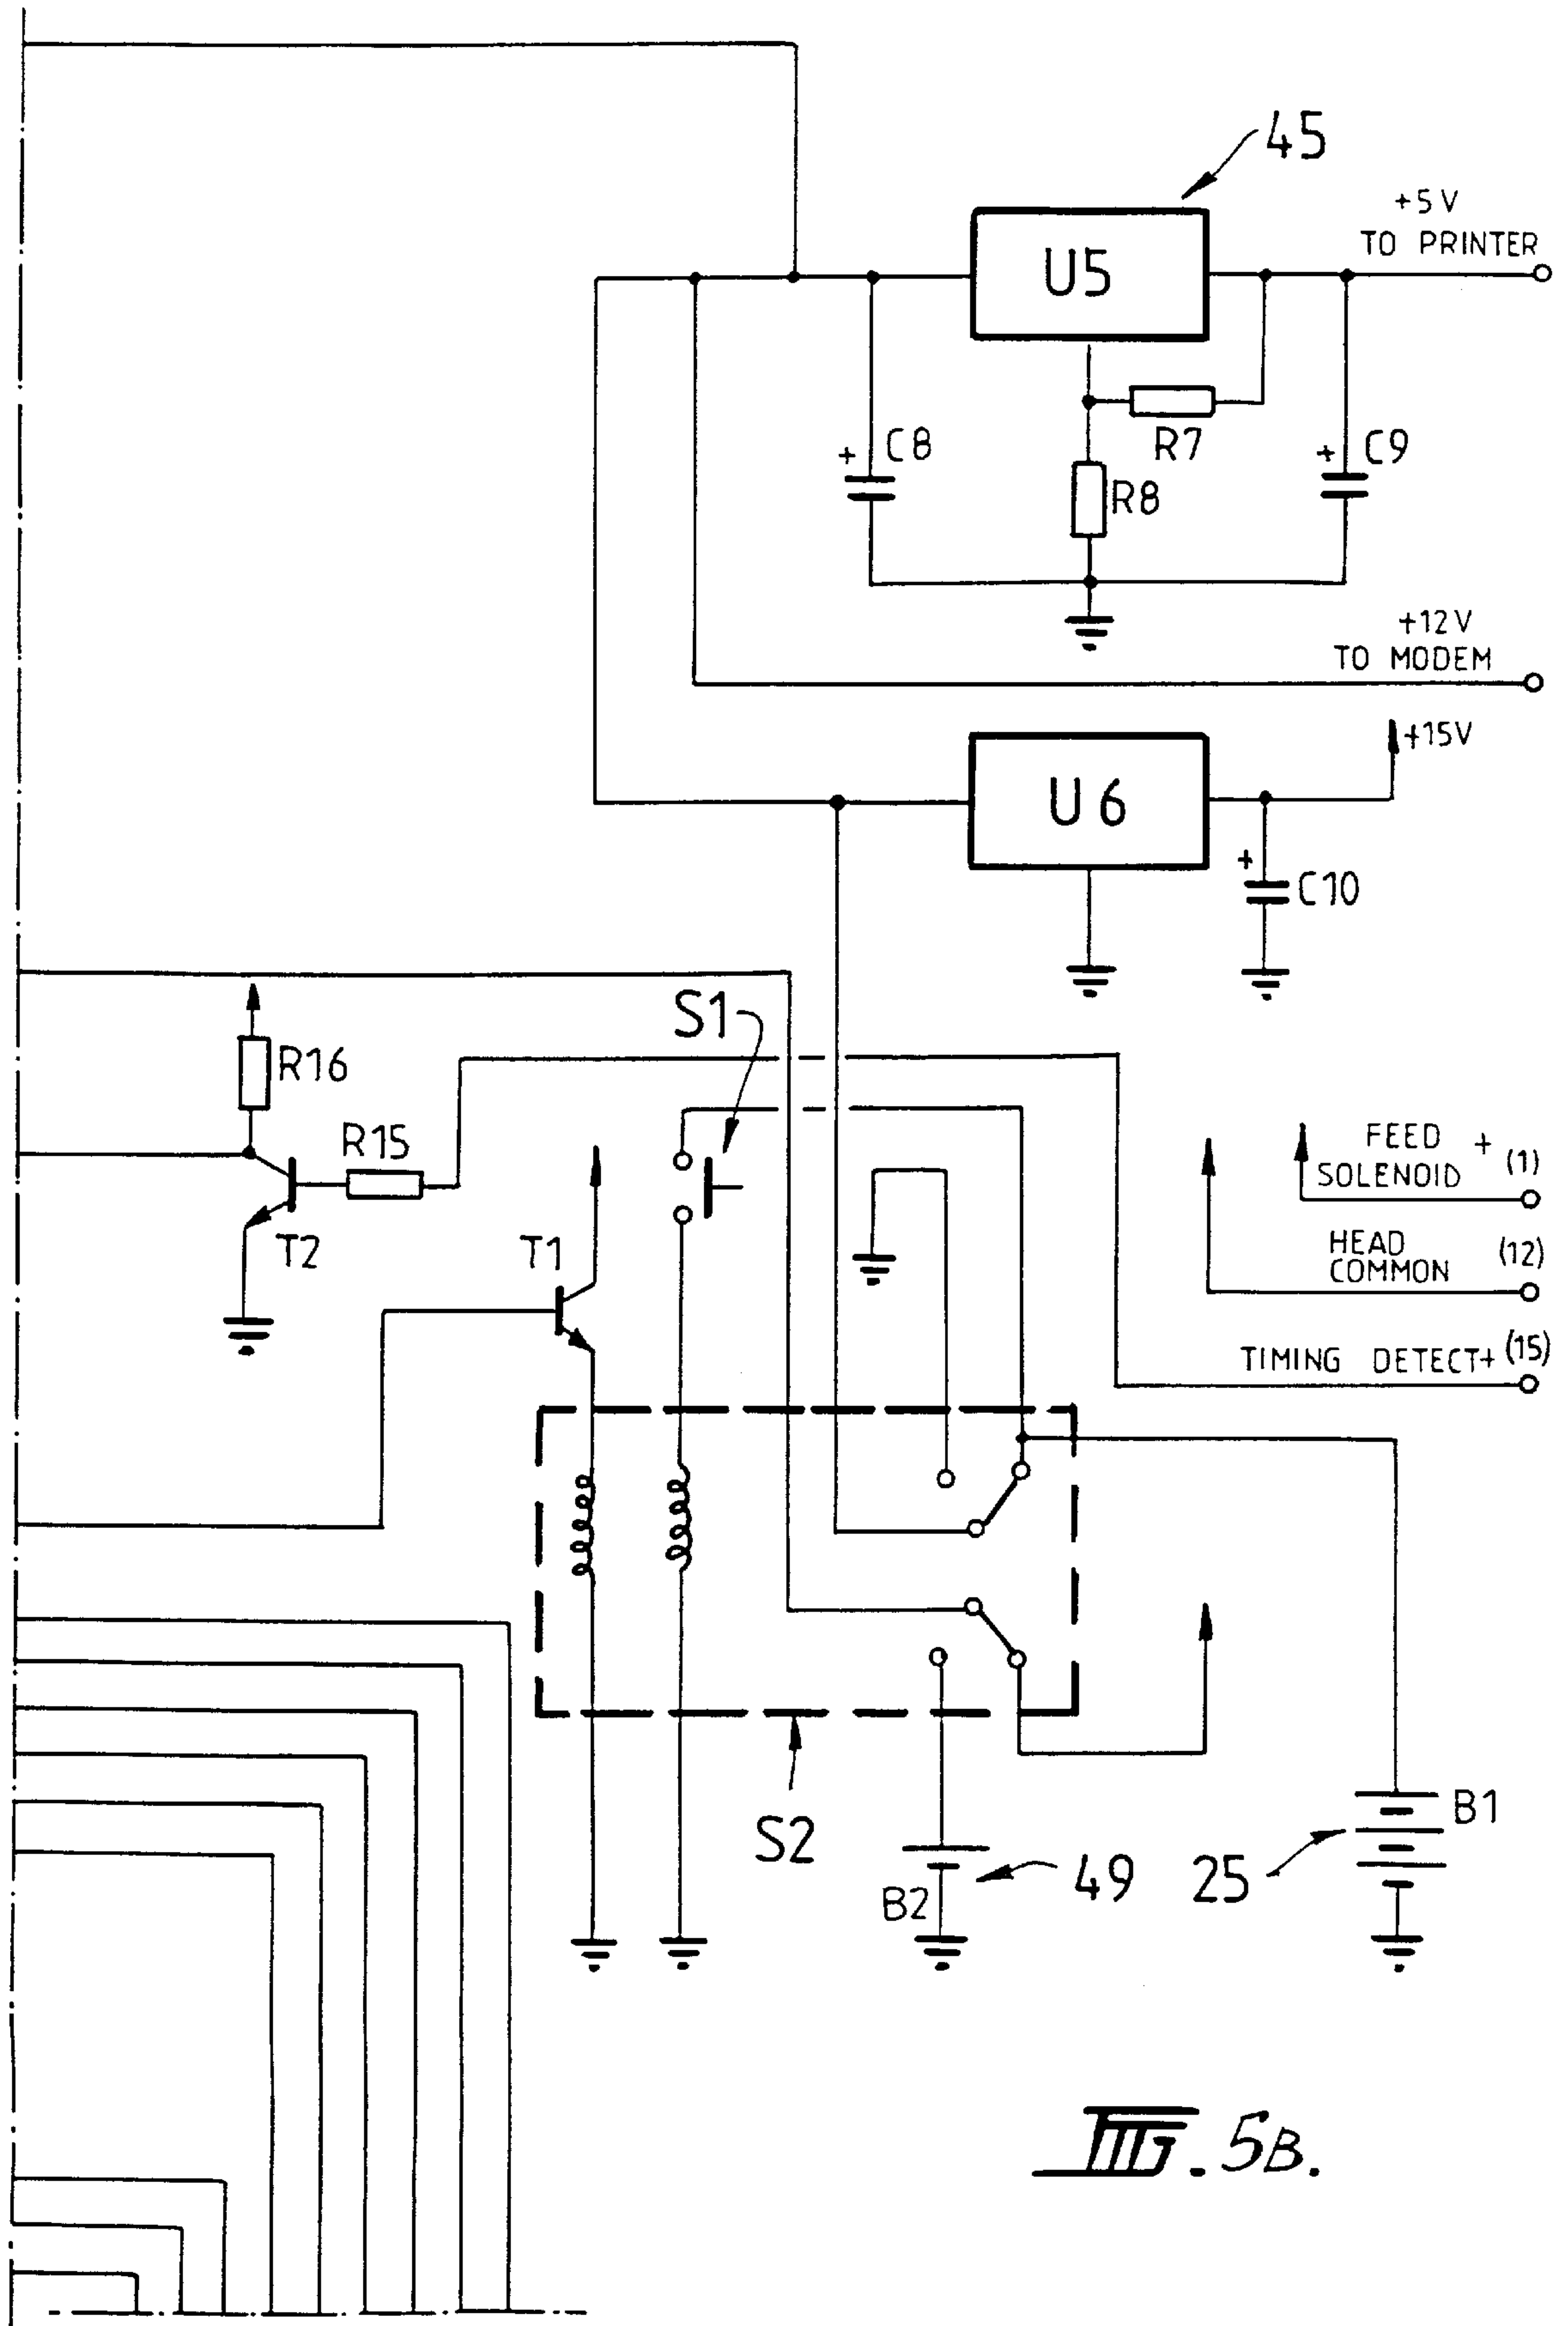 45
+5V
TO PRINTER
U5
C8
+
R7
+
C9
R8
+12V
TO MODEM
+15V
U6
+
C10
S1
R16
R15
FEED +
SOLENOID (1)
T2
T1
HEAD (12)
COMMON
TIMING DETECT+ (15)
B1
S2
49
25
B2
FIG. 5B.